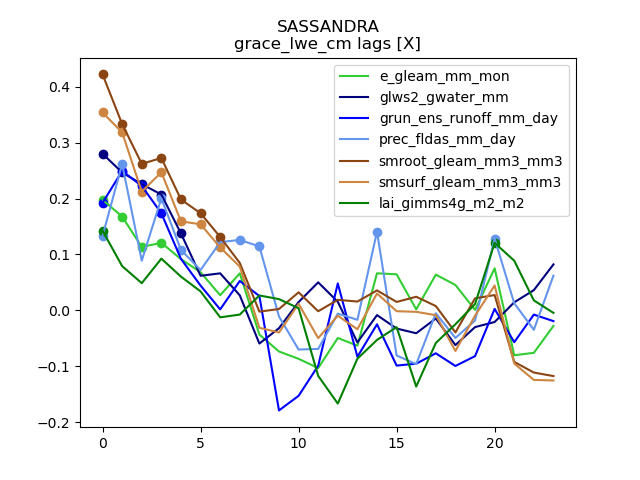 SASSANDRA
grace_lwe_cm lags [X]
e_gleam_mm_mon
glws2_gwater_mm
grun_ens_runoff_mm_day
prec_fldas_mm_day
smroot_gleam_mm3_mm3
smsurf_gleam_mm3_mm3
lai_gimms4g_m2_m2
0.4
0.3
0.2
0.1
0.0
−0.1
−0.2
0
5
10
15
20